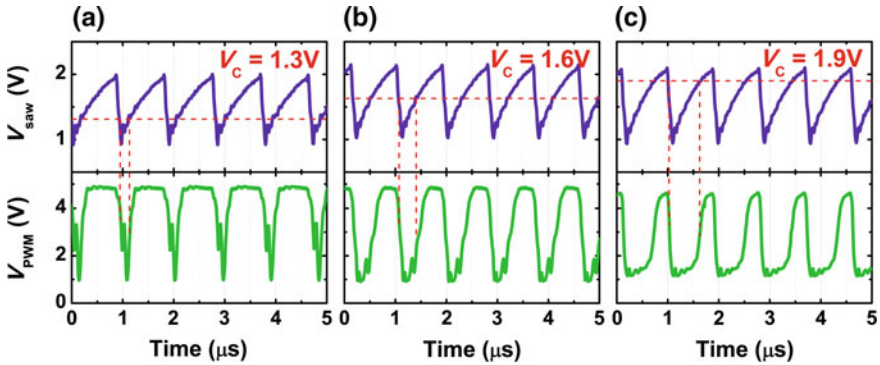 (a) (b) (c)
V_C = 1.3V V_C = 1.6V V_C = 1.9V
V_saw (V)
2
1
V_PWM (V)
4
2
0
0 1 2 3 4 5 0 1 2 3 4 5 0 1 2 3 4 5
Time (μs) Time (μs) Time (μs)